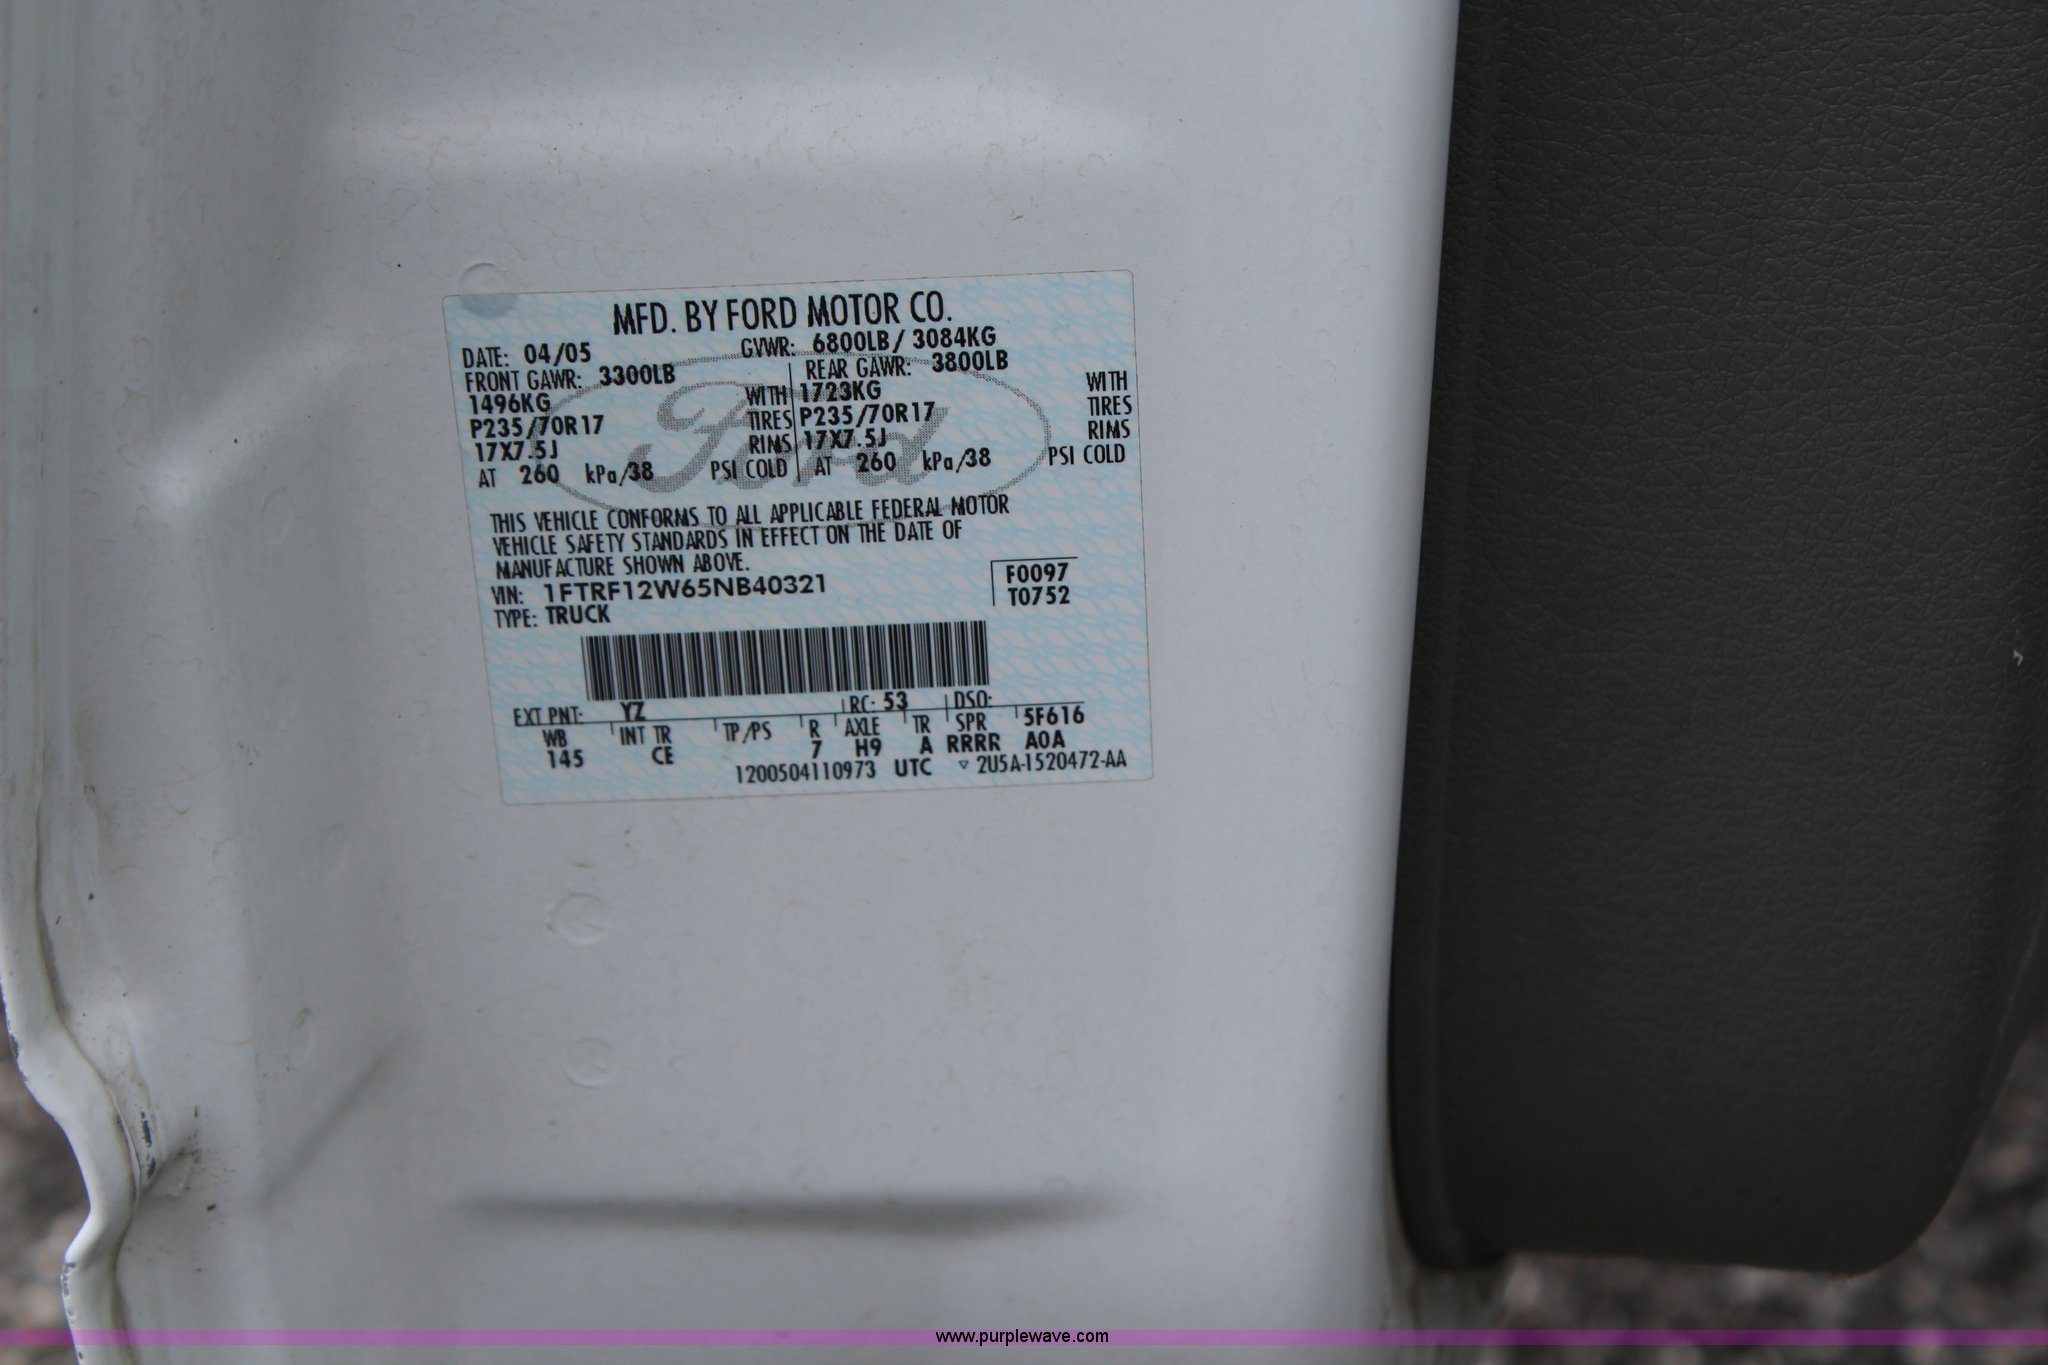 MFD. BY FORD MOTOR CO.
DATE: 04/05 GVWR: 6800LB/ 3084KG
FRONT GAWR: 3300LB REAR GAWR: 3800LB
1496KG WITH 1723KG WITH
P235/70R17 TIRES P235/70R17 TIRES
17X7.5J RIMS 17X7.5J RIMS
AT 260 kPa/38 PSI COLD AT 260 kPa/38 PSI COLD
Ford
THIS VEHICLE CONFORMS TO ALL APPLICABLE FEDERAL MOTOR
VEHICLE SAFETY STANDARDS IN EFFECT ON THE DATE OF
MANUFACTURE SHOWN ABOVE.
VIN: 1FTRF12W65NB40321 F0097
TYPE: TRUCK T0752
EXT PNT: YZ RC: 53 DSO:
WB INT TR TP/PS R AXLE TR SPR 5F616
145 CE 7 H9 A RRRR A0A
1200504110973 UTC ▽ 2U5A-1520472-AA
www.purplewave.com